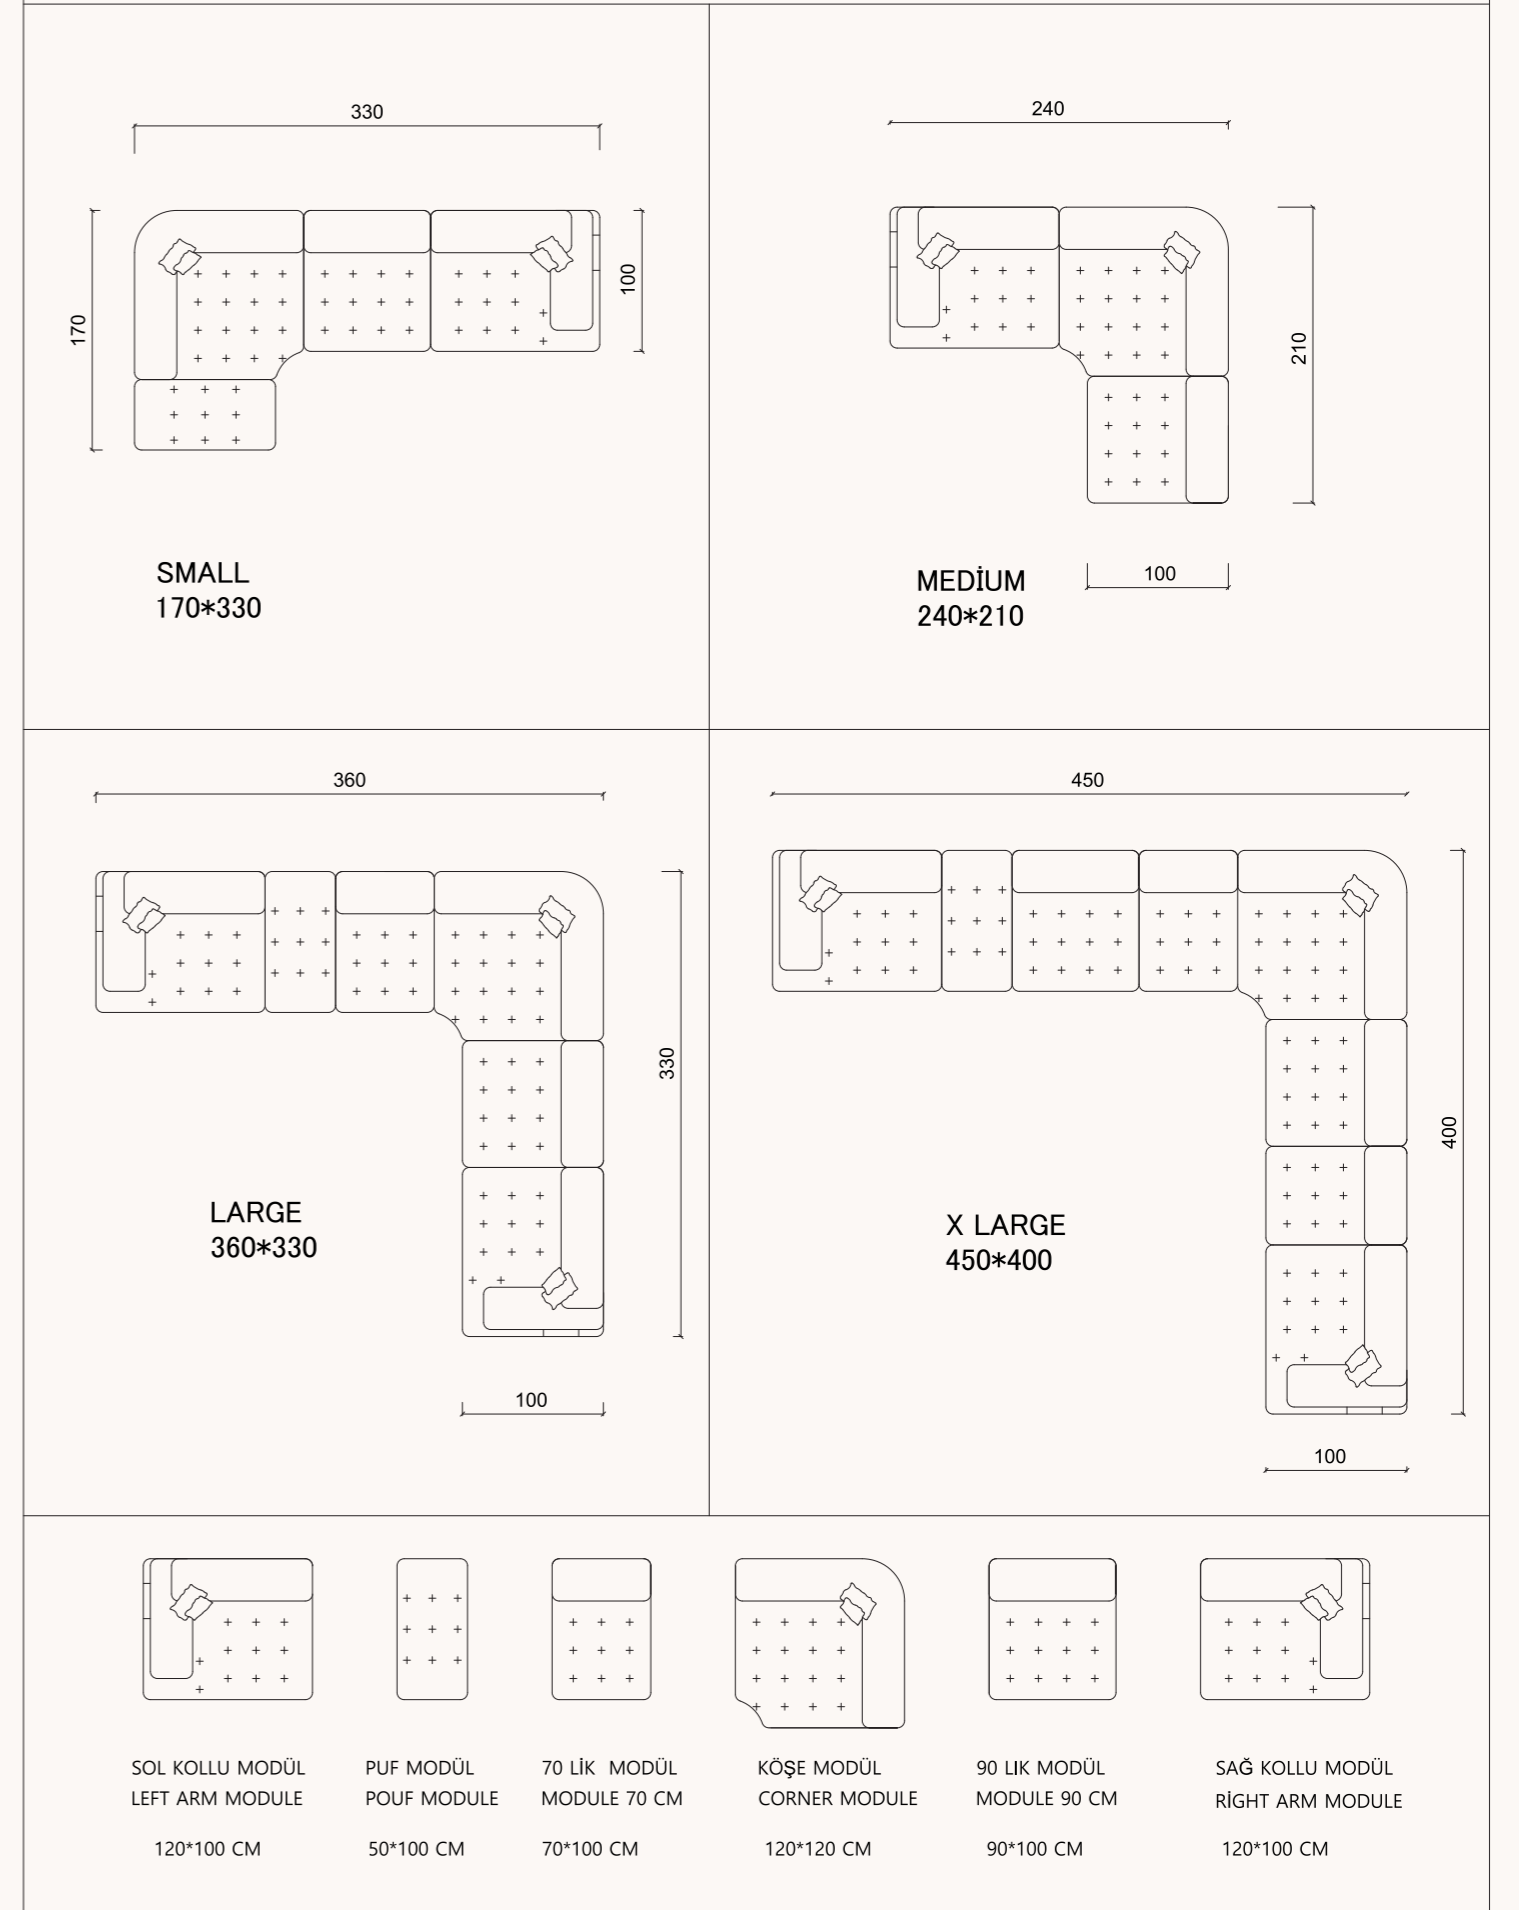 330
170
100
SMALL
170*330
240
210
100
MEDİUM
240*210
360
330
LARGE
360*330
100
450
400
X LARGE
450*400
100
SOL KOLLU MODÜL
LEFT ARM MODULE
120*100 CM
PUF MODÜL
POUF MODULE
50*100 CM
70 LİK MODÜL
MODULE 70 CM
70*100 CM
KÖŞE MODÜL
CORNER MODULE
120*120 CM
90 LIK MODÜL
MODULE 90 CM
90*100 CM
SAĞ KOLLU MODÜL
RİGHT ARM MODULE
120*100 CM